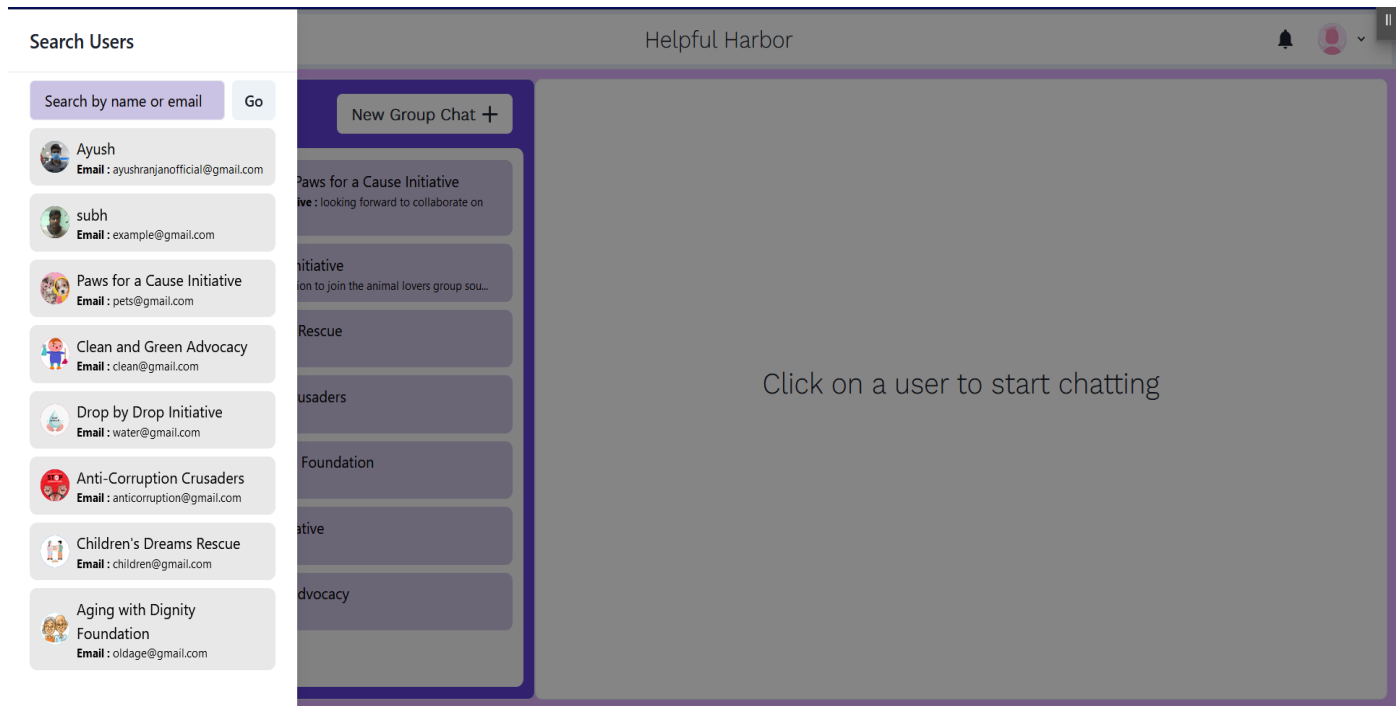 Search Users
Search by name or email
Go
Ayush
Email : ayushranjanofficial@gmail.com
subh
Email : example@gmail.com
Paws for a Cause Initiative
Email : pets@gmail.com
Clean and Green Advocacy
Email : clean@gmail.com
Drop by Drop Initiative
Email : water@gmail.com
Anti-Corruption Crusaders
Email : anticorruption@gmail.com
Children's Dreams Rescue
Email : children@gmail.com
Aging with Dignity
Foundation
Email : oldage@gmail.com
Helpful Harbor
New Group Chat
Paws for a Cause Initiative
ive : looking forward to collaborate on
nitiative
ion to join the animal lovers group sou...
Rescue
usaders
Foundation
ative
dvocacy
Click on a user to start chatting